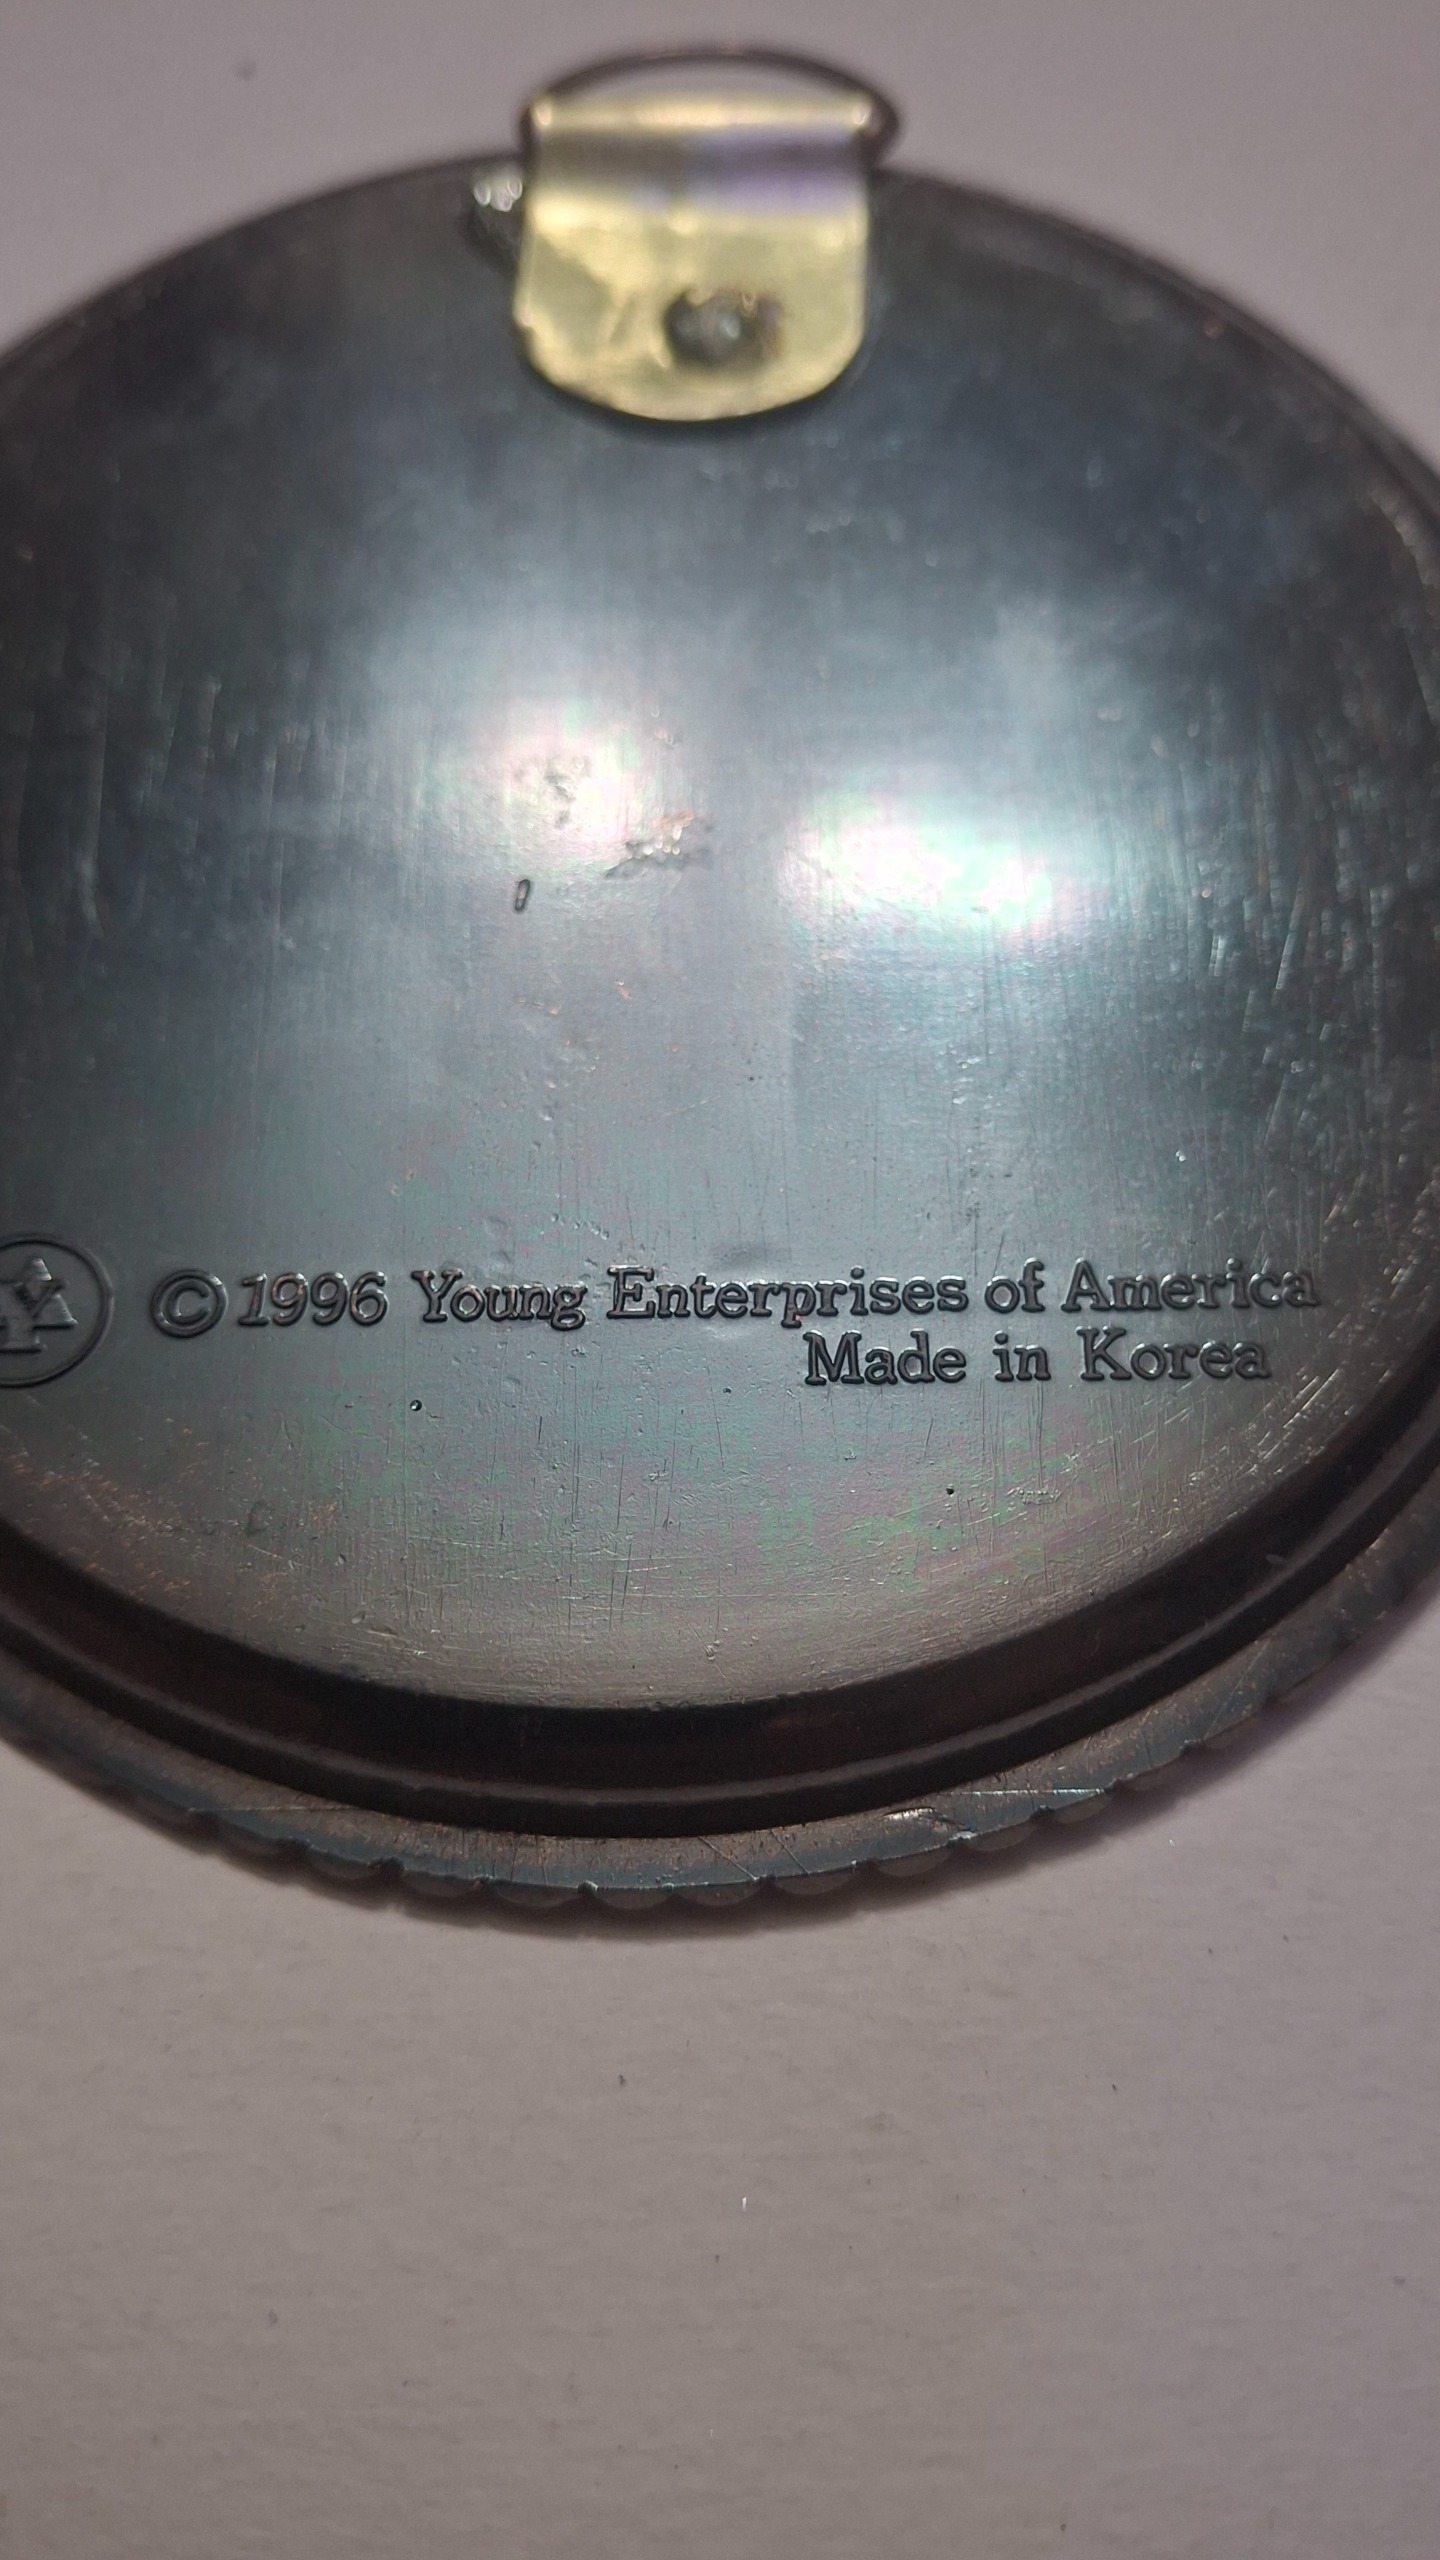 Y ©1996 Young Enterprises of America
Made in Korea